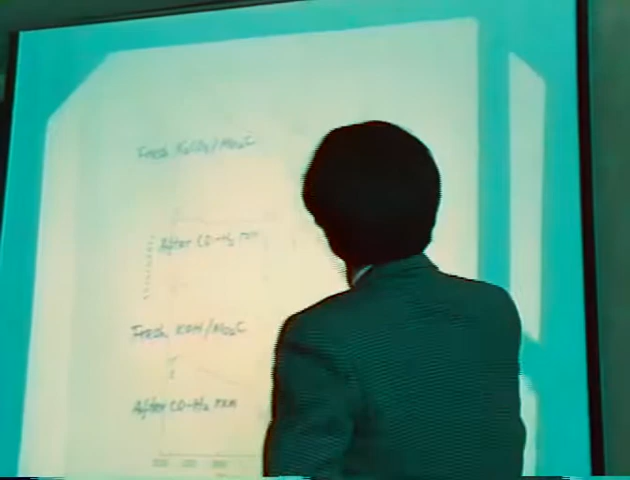 Fresh K₂CO₃/Mo₂C
After CO-H₂ rxn
Fresh KOH/Mo₂C
After CO-H₂ rxn